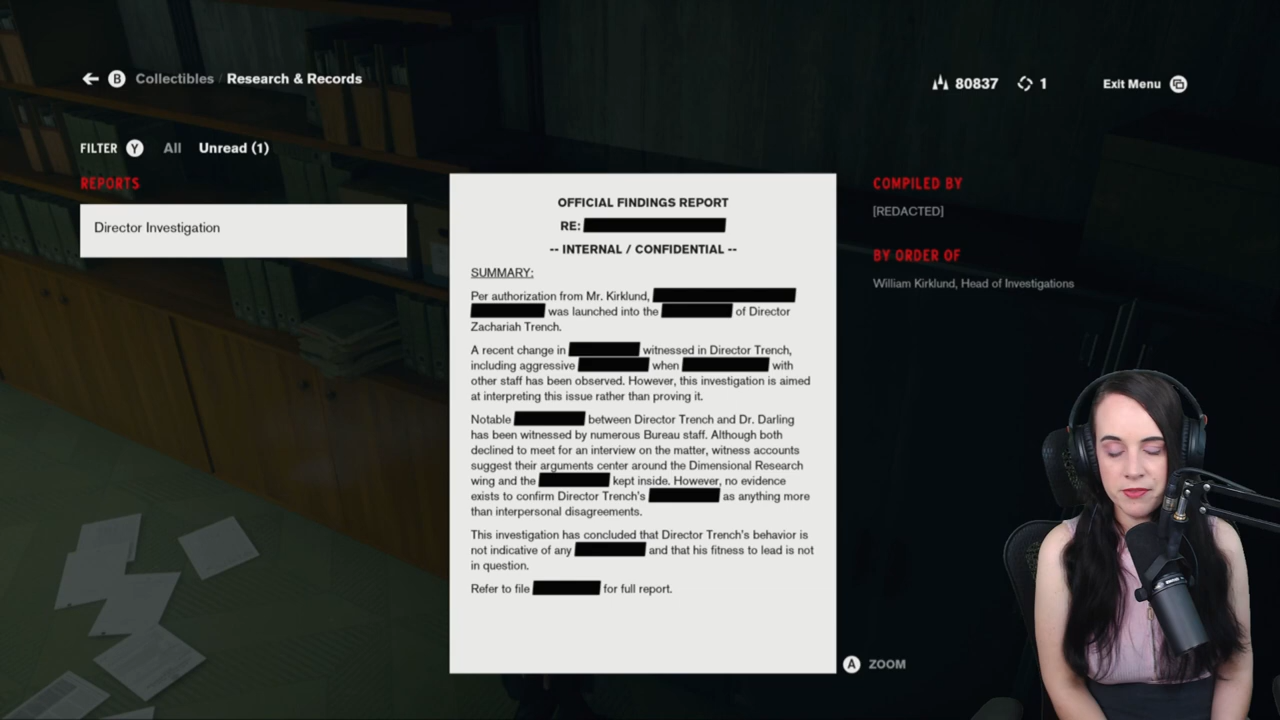 B Collectibles / Research & Records
80837
1
Exit Menu
FILTER Y All Unread (1)
REPORTS
Director Investigation
OFFICIAL FINDINGS REPORT
RE:
-- INTERNAL / CONFIDENTIAL --
SUMMARY:
Per authorization from Mr. Kirklund,
was launched into the of Director
Zachariah Trench.
A recent change in witnessed in Director Trench,
including aggressive when with
other staff has been observed. However, this investigation is aimed
at interpreting this issue rather than proving it.
Notable between Director Trench and Dr. Darling
has been witnessed by numerous Bureau staff. Although both
declined to meet for an interview on the matter, witness accounts
suggest their arguments center around the Dimensional Research
wing and the kept inside. However, no evidence
exists to confirm Director Trench's as anything more
than interpersonal disagreements.
This investigation has concluded that Director Trench's behavior is
not indicative of any and that his fitness to lead is not
in question.
Refer to file for full report.
COMPILED BY
[REDACTED]
BY ORDER OF
William Kirklund, Head of Investigations
A ZOOM